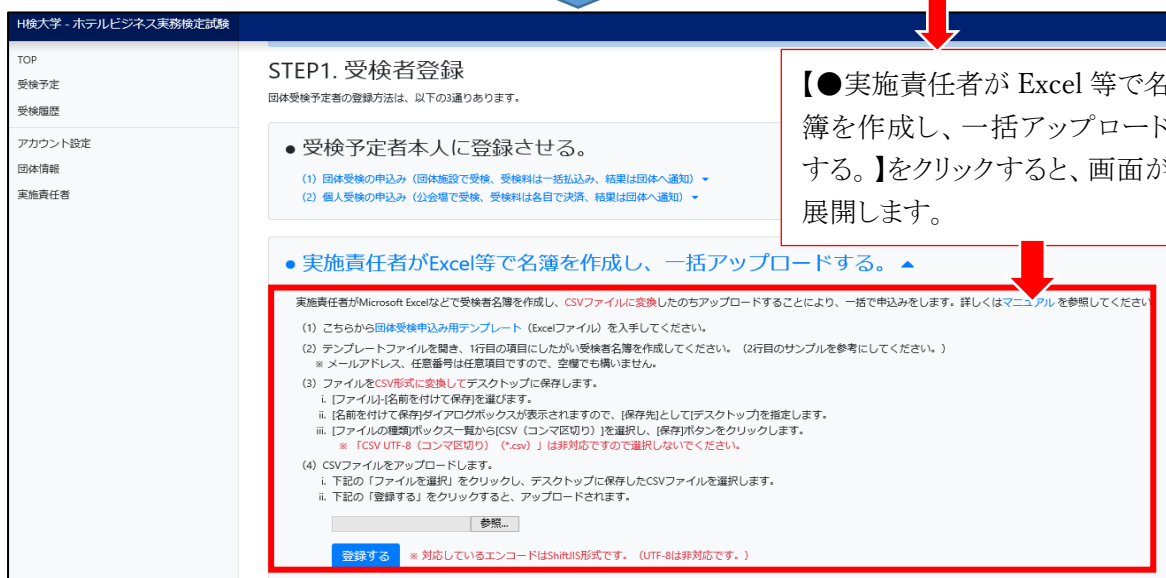 H検大学 - ホテルビジネス実務検定試験
TOP
受検予定
受検履歴
アカウント設定
団体情報
実施責任者
STEP1. 受検者登録
団体受検予定者の登録方法は、以下の3通りあります。
● 受検予定者本人に登録させる。
(1) 団体受検の申込み（団体施設で受検、受検料は一括払込み、結果は団体へ通知）
(2) 個人受検の申込み（公会場で受検、受検料は各自で決済、結果は団体へ通知）
【●実施責任者が Excel 等で名
簿を作成し、一括アップロード
する。】をクリックすると、画面が
展開します。
● 実施責任者がExcel等で名簿を作成し、一括アップロードする。
実施責任者がMicrosoft Excelなどで受検者名簿を作成し、CSVファイルに変換したのちアップロードすることにより、一括で申込みをします。詳しくはマニュアル を参照してください
(1) こちらから団体受検申込み用テンプレート（Excelファイル）を入手してください。
(2) テンプレートファイルを開き、1行目の項目にしたがい受検者名簿を作成してください。（2行目のサンプルを参考にしてください。）
※ メールアドレス、任意番号は任意項目ですので、空欄でも構いません。
(3) ファイルをCSV形式に変換してデスクトップに保存します。
i. [ファイル]-[名前を付けて保存]を選びます。
ii. [名前を付けて保存]ダイアログボックスが表示されますので、[保存先]として[デスクトップ]を指定します。
iii. [ファイルの種類]ボックス一覧から[CSV（コンマ区切り）]を選択し、[保存]ボタンをクリックします。
※ 「CSV UTF-8（コンマ区切り）（*.csv）」は非対応ですので選択しないでください。
(4) CSVファイルをアップロードします。
i. 下記の「ファイルを選択」をクリックし、デスクトップに保存したCSVファイルを選択します。
ii. 下記の「登録する」をクリックすると、アップロードされます。
参照...
登録する ※ 対応しているエンコードはShiftJIS形式です。（UTF-8は非対応です。）